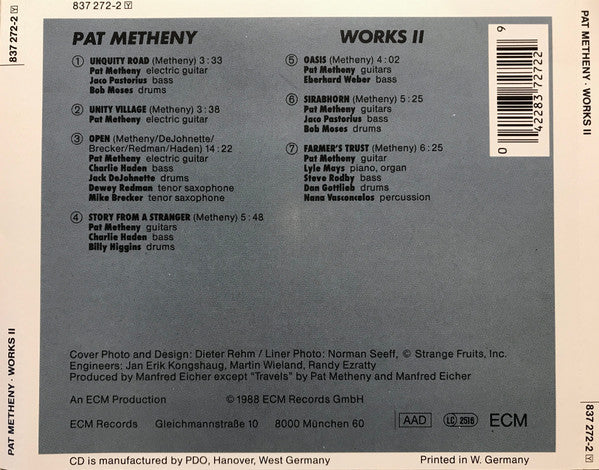 837 272-2 Y
837 272-2 Y
PAT METHENY
WORKS II
① UNQUITY ROAD (Metheny) 3:33
Pat Metheny electric guitar
Jaco Pastorius bass
Bob Moses drums
② UNITY VILLAGE (Metheny) 3:38
Pat Metheny electric guitar
③ OPEN (Metheny/DeJohnette/
Brecker/Redman/Haden) 14:22
Pat Metheny electric guitar
Charlie Haden bass
Jack DeJohnette drums
Dewey Redman tenor saxophone
Mike Brecker tenor saxophone
④ STORY FROM A STRANGER (Metheny) 5:48
Pat Metheny guitars
Charlie Haden bass
Billy Higgins drums
⑤ OASIS (Metheny) 4:02
Pat Metheny guitars
Eberhard Weber bass
⑥ SIRABHORN (Metheny) 5:25
Pat Metheny guitars
Jaco Pastorius bass
Bob Moses drums
⑦ FARMER'S TRUST (Metheny) 6:25
Pat Metheny guitar
Lyle Mays piano, organ
Steve Rodby bass
Dan Gottlieb drums
Nana Vasconcalos percussion
0 42283 72722 9
Cover Photo and Design: Dieter Rehm / Liner Photo: Norman Seeff, © Strange Fruits, Inc.
Engineers: Jan Erik Kongshaug, Martin Wieland, Randy Ezratty
Produced by Manfred Eicher except "Travels" by Pat Metheny and Manfred Eicher
An ECM Production © 1988 ECM Records GmbH
ECM Records Gleichmannstraße 10 8000 München 60 AAD LC 2516 ECM
CD is manufactured by PDO, Hanover, West Germany Printed in W. Germany
PAT METHENY · WORKS II
PAT METHENY · WORKS II
837 272-2 Y